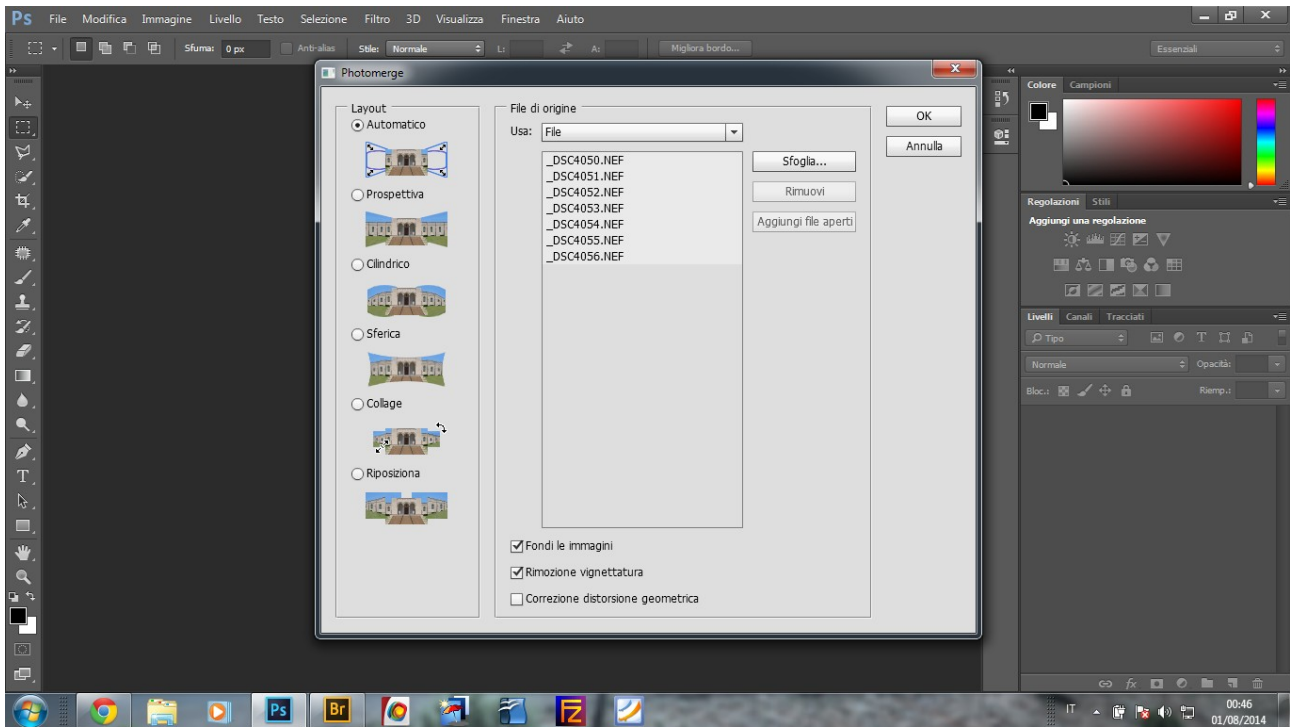 Ps File Modifica Immagine Livello Testo Selezione Filtro 3D Visualizza Finestra Aiuto
Sfuma: 0 px Anti-alias Stile: Normale L: A: Migliora bordo... Essenziali
Photomerge
Layout
Automatico
Prospettiva
Cilindrico
Sferica
Collage
Riposiziona
File di origine
Usa: File
_DSC4050.NEF
_DSC4051.NEF
_DSC4052.NEF
_DSC4053.NEF
_DSC4054.NEF
_DSC4055.NEF
_DSC4056.NEF
Sfoglia...
Rimuovi
Aggiungi file aperti
Fondi le immagini
Rimozione vignettatura
Correzione distorsione geometrica
OK
Annulla
Colore Campioni
Regolazioni Stili
Aggiungi una regolazione
Livelli Canali Tracciati
Tipo
Normale Opacità:
Bloc.: Riemp.:
fx
Ps Br FZ
IT 00:46
01/08/2014